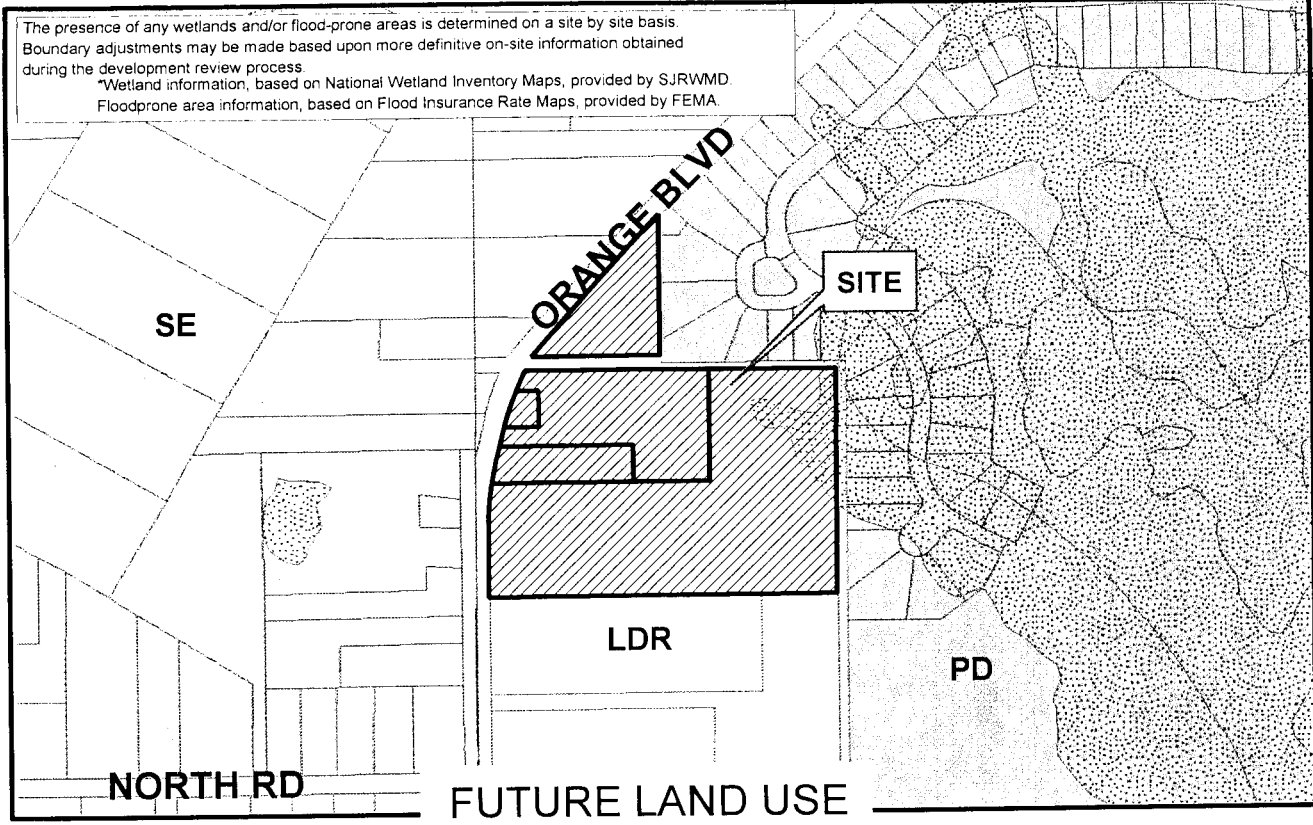 The presence of any wetlands and/or flood-prone areas is determined on a site by site basis.
Boundary adjustments may be made based upon more definitive on-site information obtained
during the development review process.
*Wetland information, based on National Wetland Inventory Maps, provided by SJRWMD.
Floodprone area information, based on Flood Insurance Rate Maps, provided by FEMA.
ORANGE BLVD
SITE
SE
LDR
PD
NORTH RD
FUTURE LAND USE